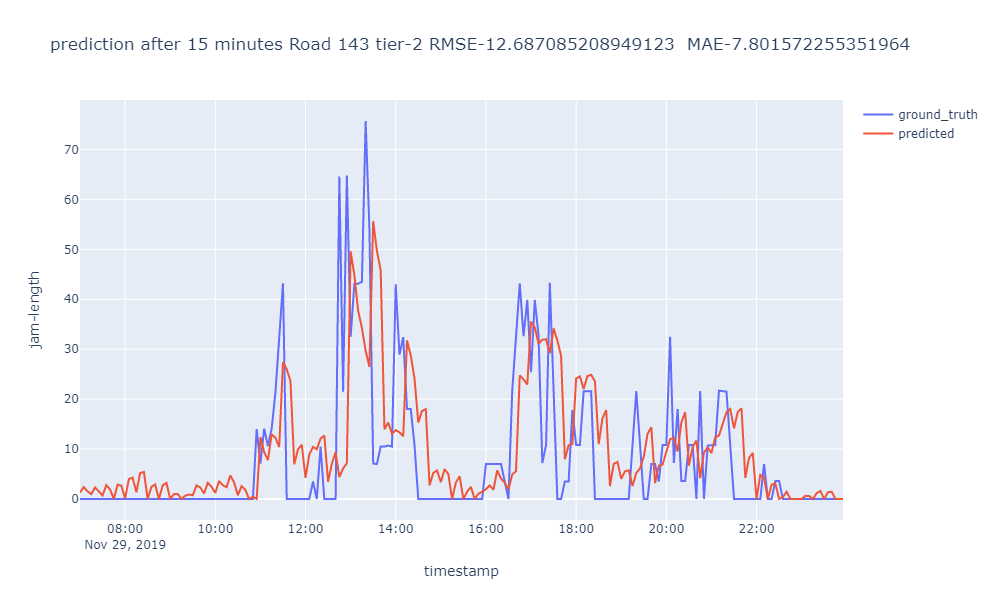 prediction after 15 minutes Road 143 tier-2 RMSE-12.687085208949123  MAE-7.801572255351964
ground_truth
predicted
jam-length
70
60
50
40
30
20
10
0
08:00 10:00 12:00 14:00 16:00 18:00 20:00 22:00
Nov 29, 2019
timestamp